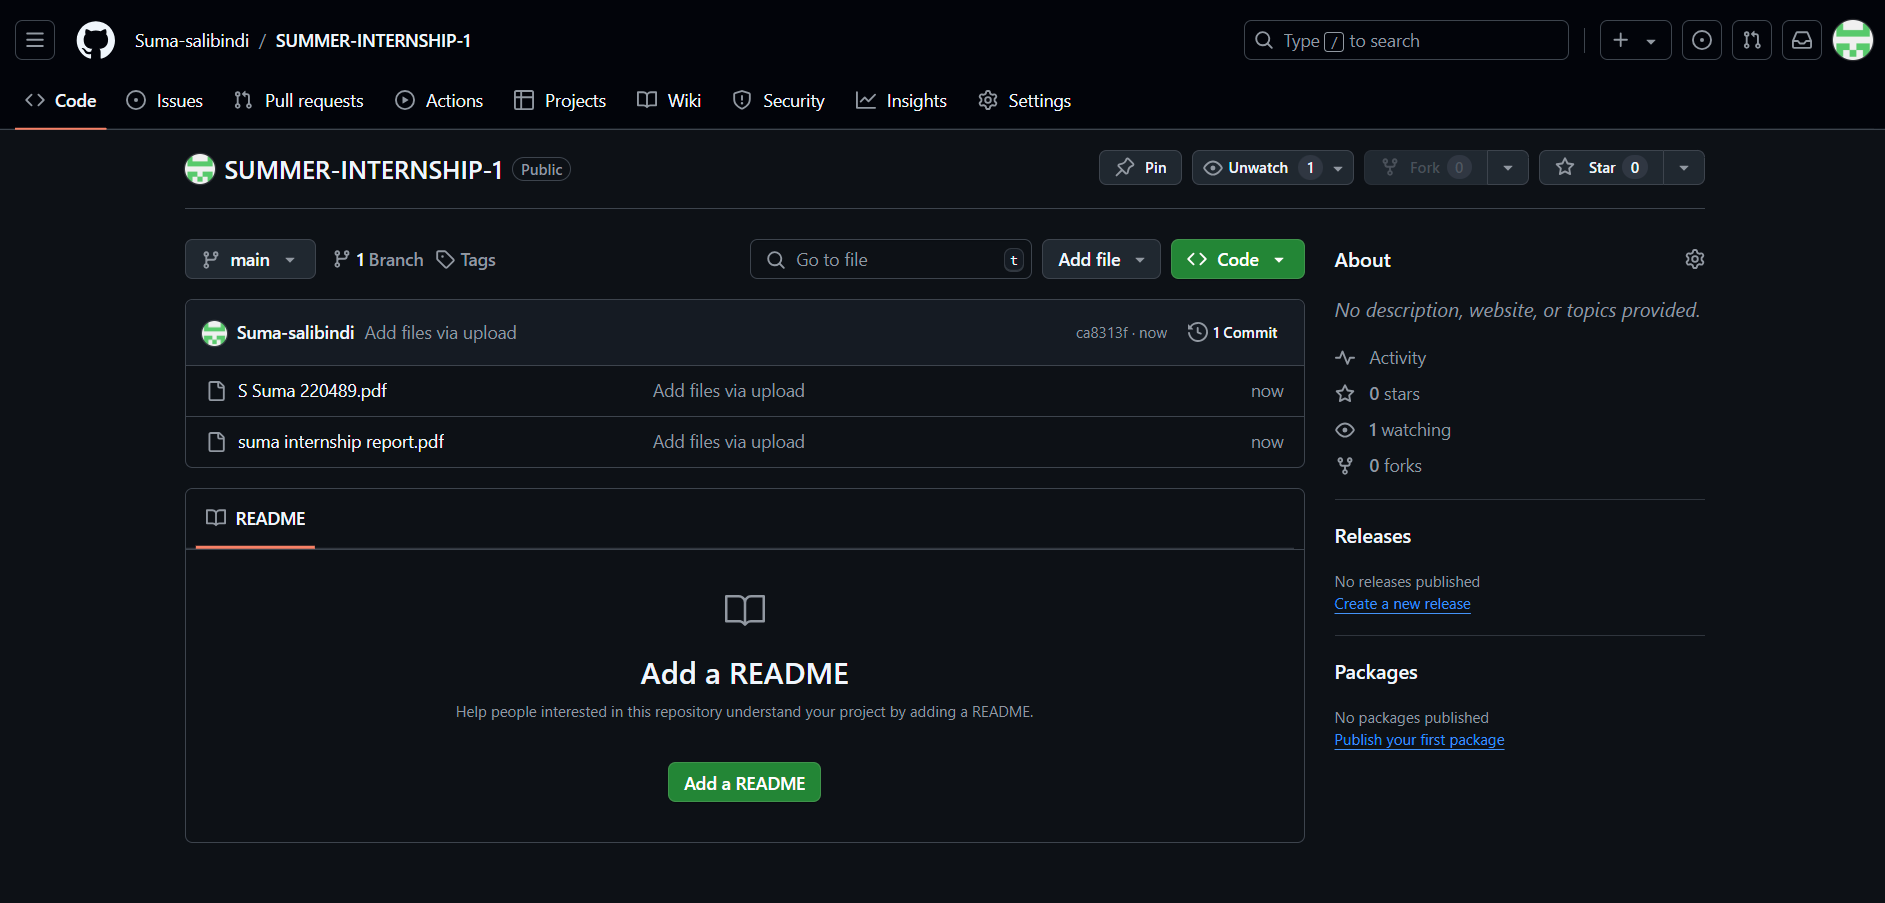 Suma-salibindi / SUMMER-INTERNSHIP-1
Type / to search
Code Issues Pull requests Actions Projects Wiki Security Insights Settings
SUMMER-INTERNSHIP-1 Public
Pin Unwatch 1 Fork 0 Star 0
main 1 Branch Tags Go to file t Add file Code
Suma-salibindi Add files via upload ca8313f · now 1 Commit
S Suma 220489.pdf Add files via upload now
suma internship report.pdf Add files via upload now
README
Add a README
Help people interested in this repository understand your project by adding a README.
Add a README
About
No description, website, or topics provided.
Activity
0 stars
1 watching
0 forks
Releases
No releases published
Create a new release
Packages
No packages published
Publish your first package